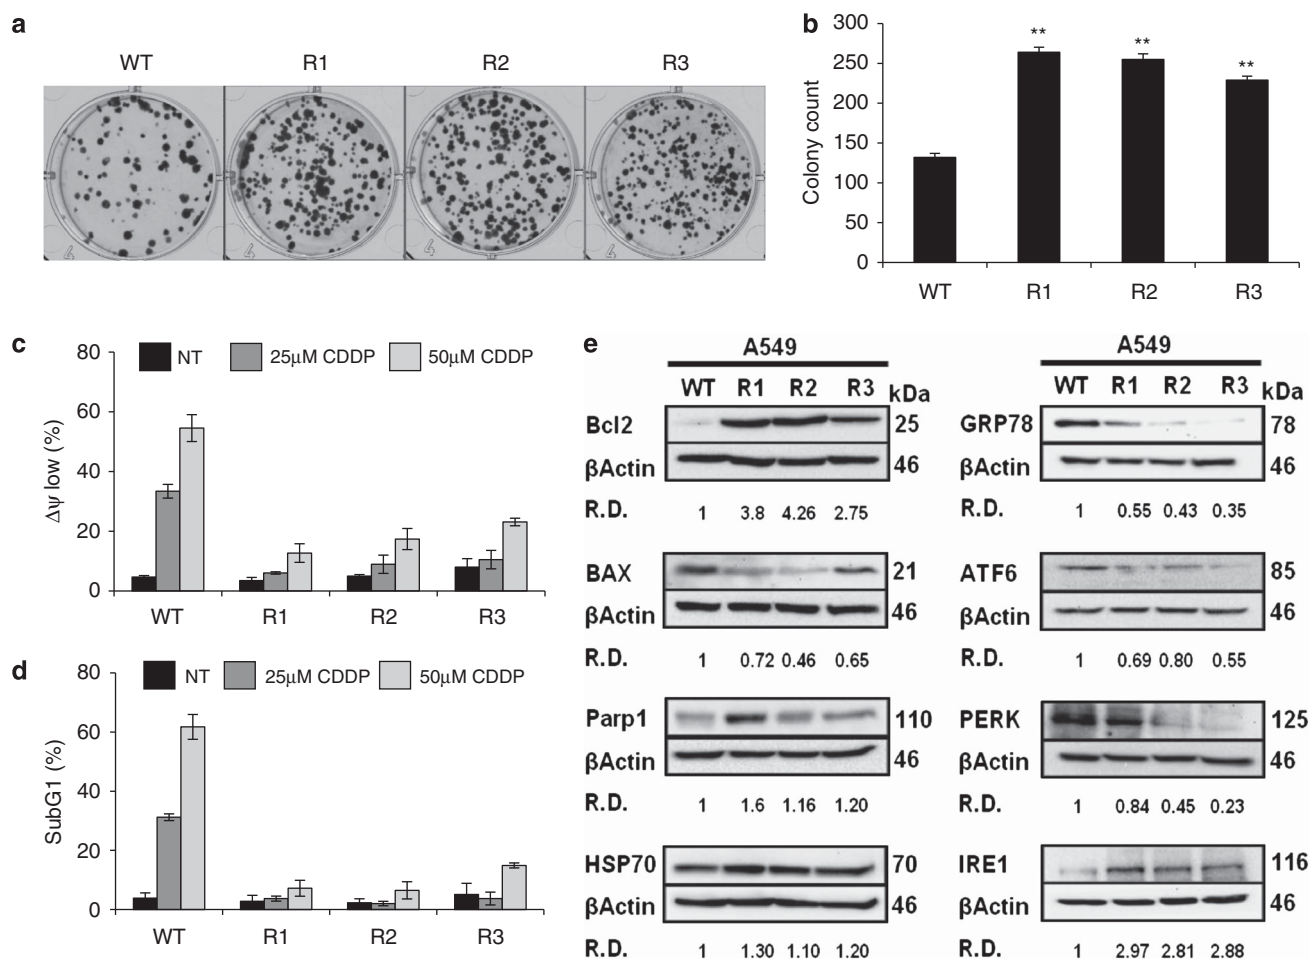 a
WT R1 R2 R3
4 4 4
b
Colony count
300
250
200
150
100
50
0
** ** **
WT R1 R2 R3
c
Δψ low (%)
80
60
40
20
0
NT 25μM CDDP 50μM CDDP
WT R1 R2 R3
d
SubG1 (%)
80
60
40
20
0
NT 25μM CDDP 50μM CDDP
WT R1 R2 R3
e
A549
WT R1 R2 R3 kDa
Bcl2 25
βActin 46
R.D. 1 3.8 4.26 2.75
BAX 21
βActin 46
R.D. 1 0.72 0.46 0.65
Parp1 110
βActin 46
R.D. 1 1.6 1.16 1.20
HSP70 70
βActin 46
R.D. 1 1.30 1.10 1.20
A549
WT R1 R2 R3 kDa
GRP78 78
βActin 46
R.D. 1 0.55 0.43 0.35
ATF6 85
βActin 46
R.D. 1 0.69 0.80 0.55
PERK 125
βActin 46
R.D. 1 0.84 0.45 0.23
IRE1 116
βActin 46
R.D. 1 2.97 2.81 2.88